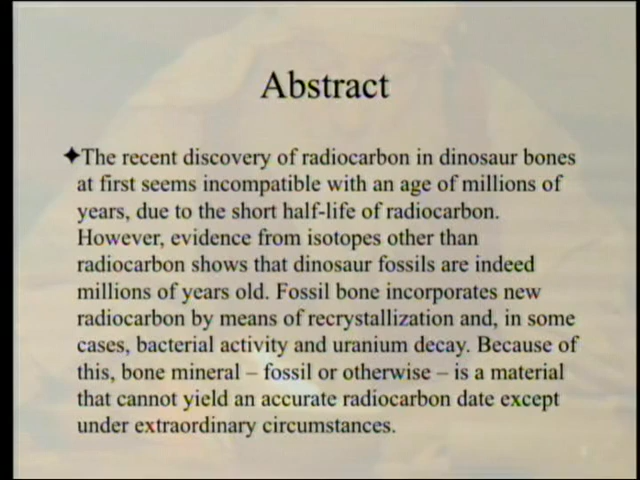 Abstract
✦The recent discovery of radiocarbon in dinosaur bones
at first seems incompatible with an age of millions of
years, due to the short half-life of radiocarbon.
However, evidence from isotopes other than
radiocarbon shows that dinosaur fossils are indeed
millions of years old. Fossil bone incorporates new
radiocarbon by means of recrystallization and, in some
cases, bacterial activity and uranium decay. Because of
this, bone mineral – fossil or otherwise – is a material
that cannot yield an accurate radiocarbon date except
under extraordinary circumstances.